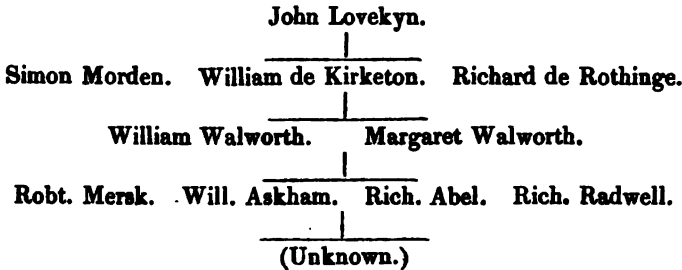 John Lovekyn.
Simon Morden. William de Kirketon. Richard de Rothinge.
William Walworth. Margaret Walworth.
Robt. Mersk. Will. Askham. Rich. Abel. Rich. Radwell.
(Unknown.)